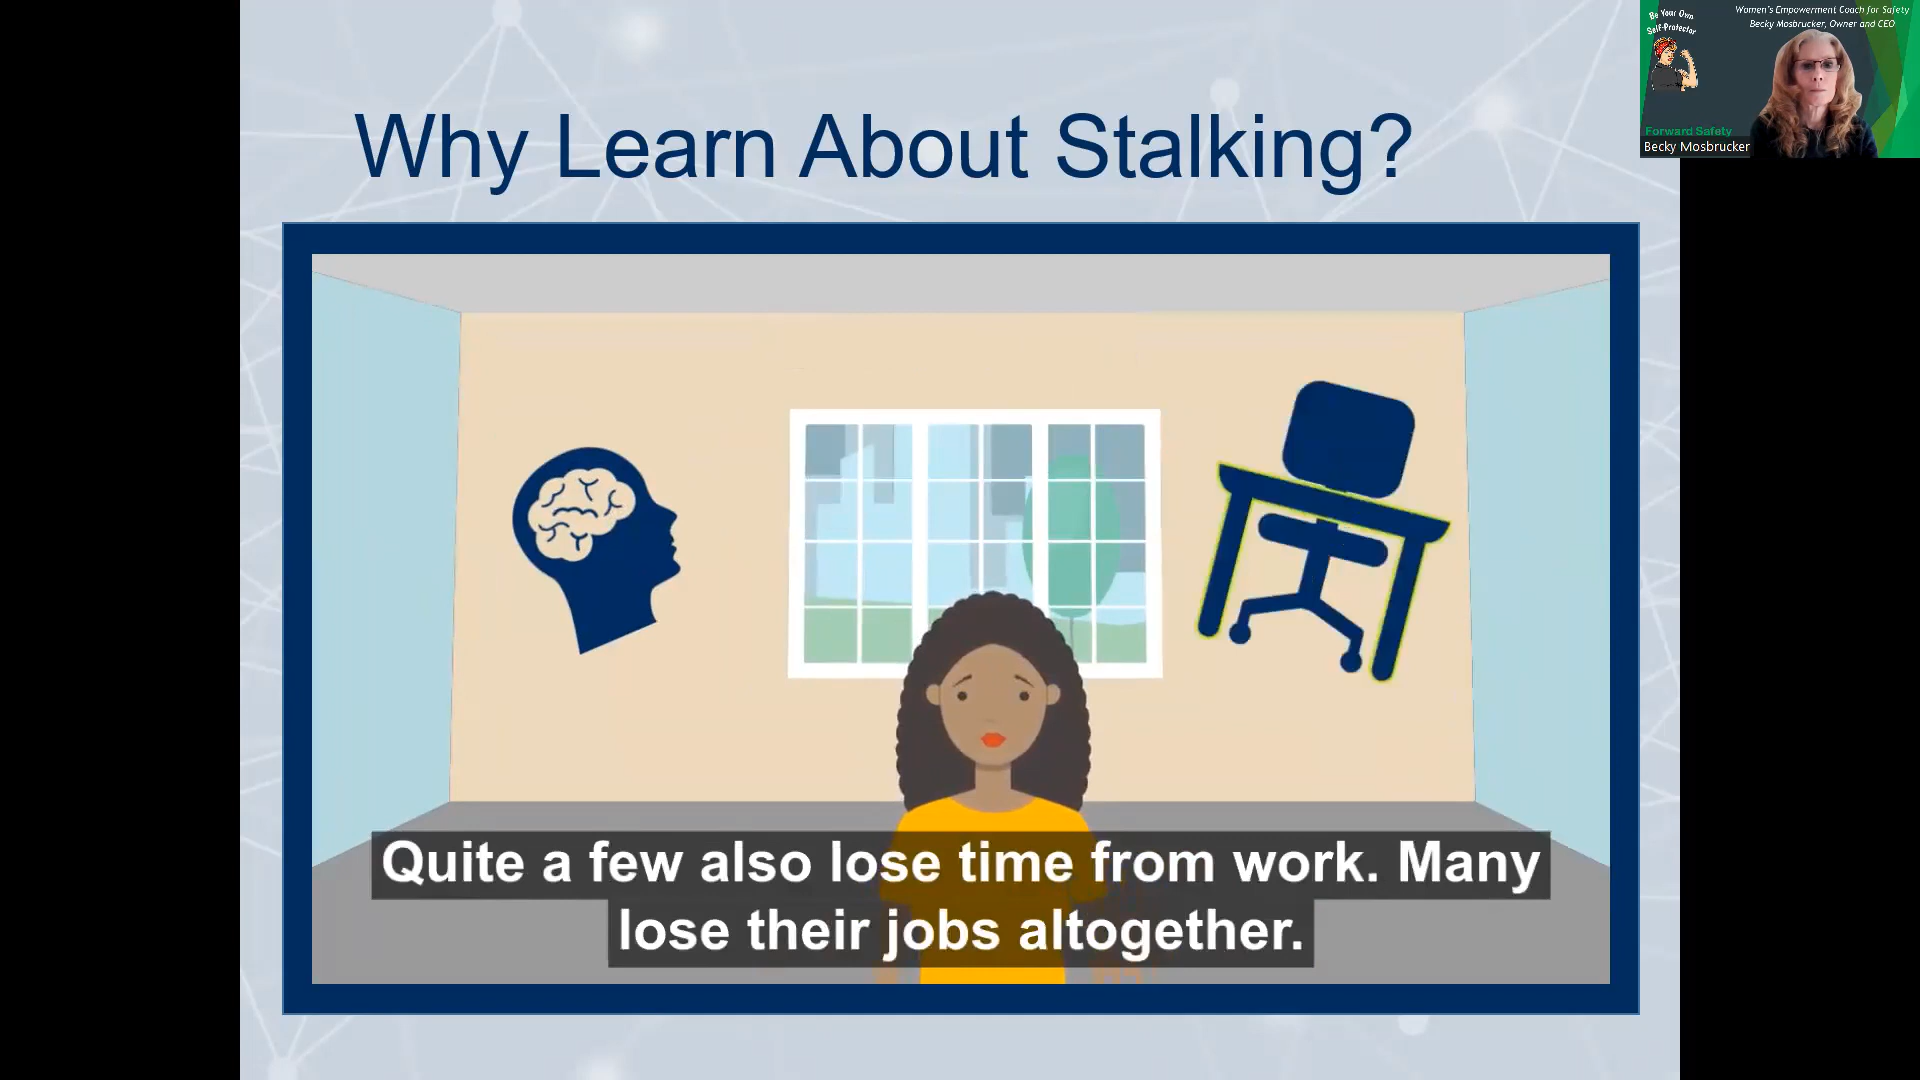 Why Learn About Stalking?
Quite a few also lose time from work. Many
lose their jobs altogether.
Be Your Own
Self-Protector
Women's Empowerment Coach for Safety
Becky Mosbrucker, Owner and CEO
Forward Safety
Becky Mosbrucker